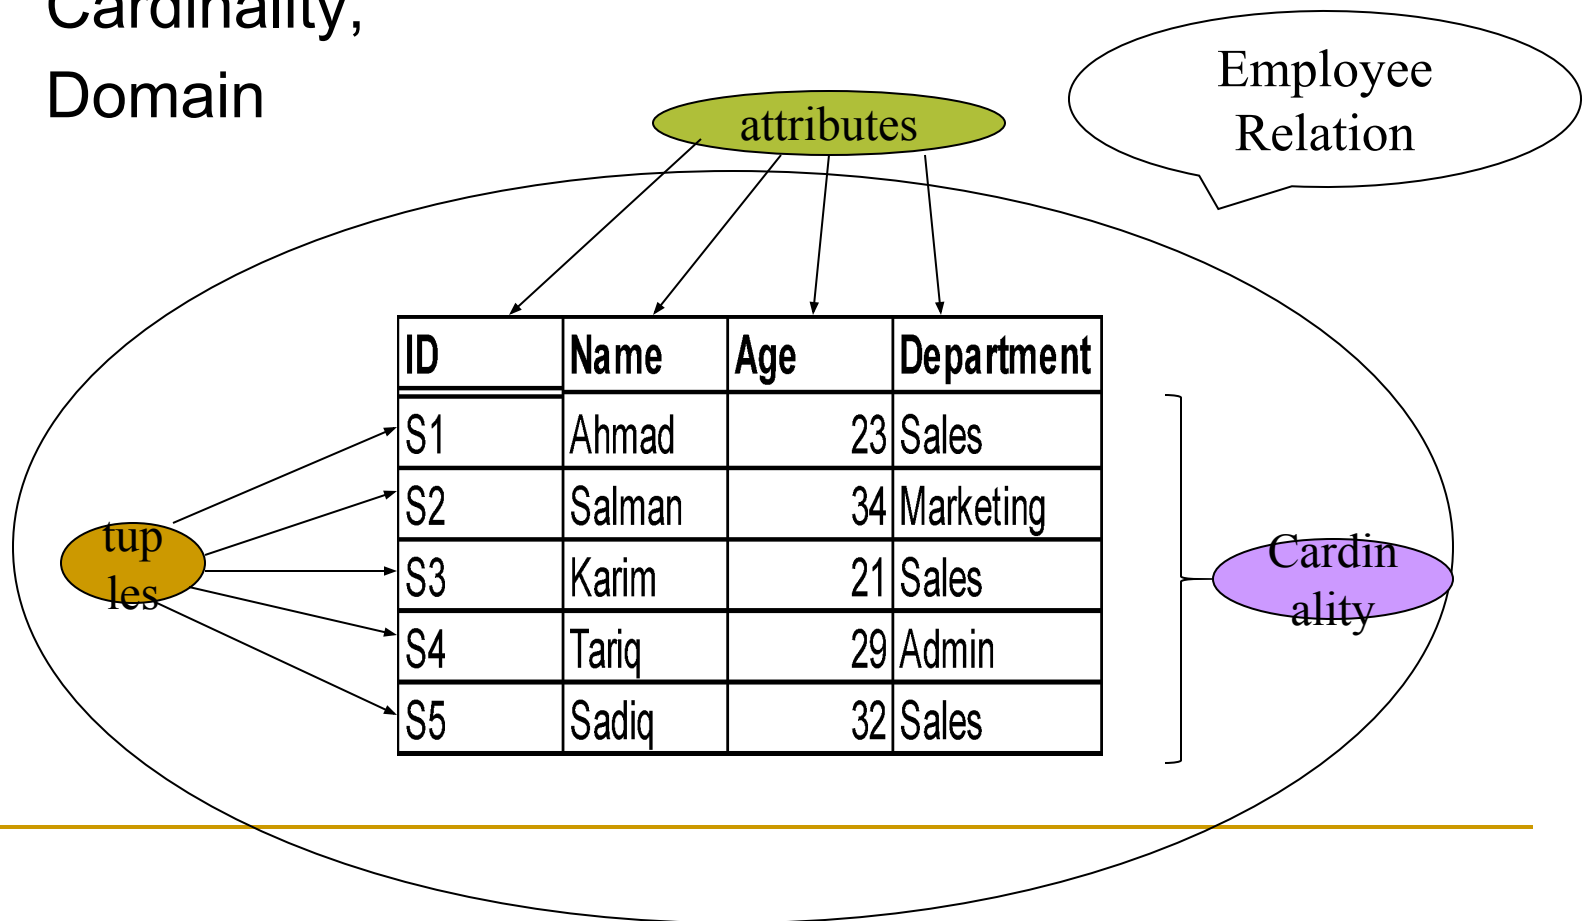 Cardinality,
Domain
Employee
Relation
attributes
ID Name Age Department
S1 Ahmad 23 Sales
S2 Salman 34 Marketing
S3 Karim 21 Sales
S4 Tariq 29 Admin
S5 Sadiq 32 Sales
tup
les
Cardin
ality